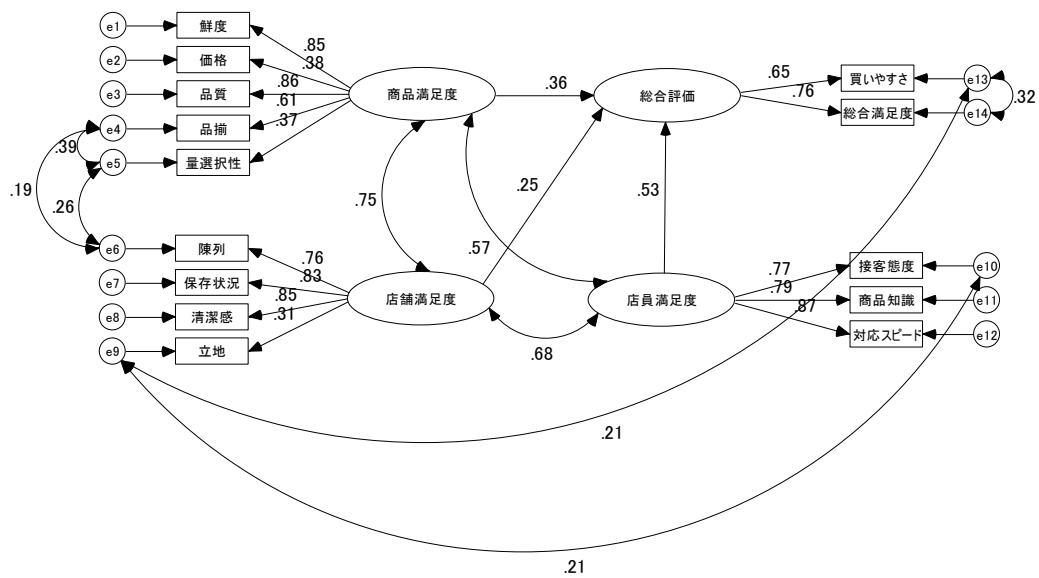 e1
鮮度
.85
e2
価格
.38
e3
品質
.86
e4
品揃
.61
e5
量選択性
.37
.39
.19
.26
商品満足度
.36
総合評価
.65
買いやすさ
e13
.76
総合満足度
e14
.32
.75
.57
.25
.53
e6
陳列
.76
e7
保存状況
.83
e8
清潔感
.85
e9
立地
.31
店舗満足度
.68
店員満足度
.77
接客態度
e10
.79
商品知識
e11
.87
対応スピード
e12
.21
.21